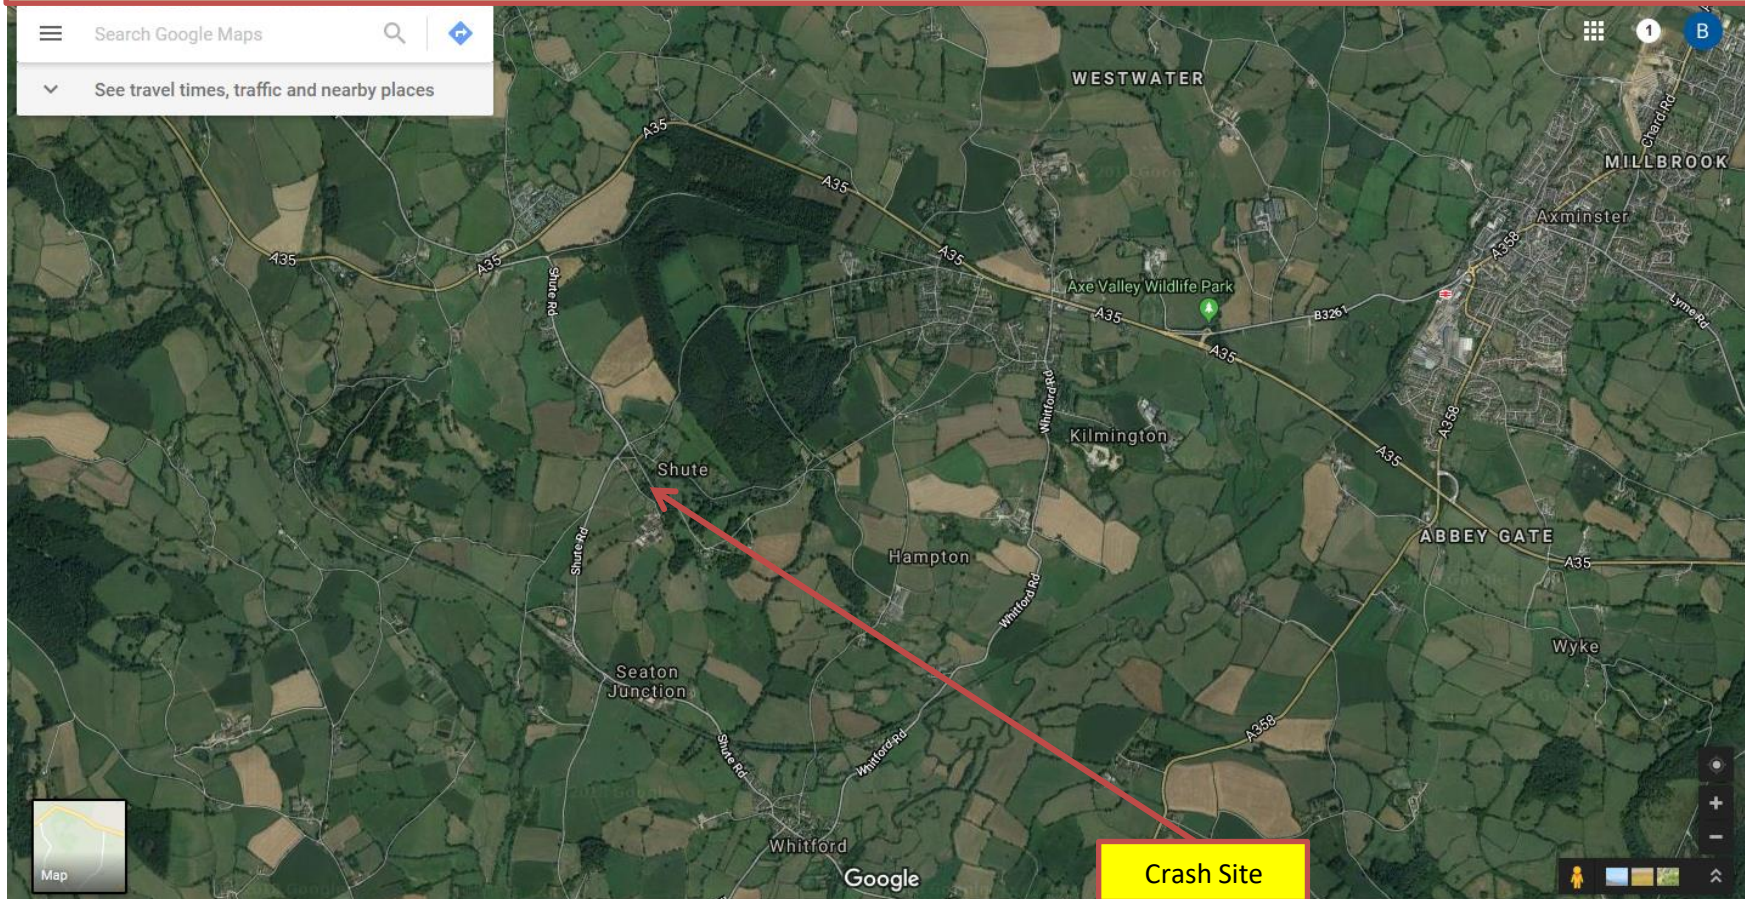 Search Google Maps
1
B
See travel times, traffic and nearby places
WESTWATER
Chard Rd
A35
MILLBROOK
A35
Axminster
A358
A35
A35
A35
Shute Rd
Axe Valley Wildlife Park
Lyme Rd
A35
B3261
A35
Whitford Rd
A358
Kilmington
A35
Shute
ABBEY GATE
Shute Rd
Hampton
A35
Whitford Rd
Wyke
Seaton
Junction
A358
Shute Rd
Whitford Rd
Whitford
Map
Google
Crash Site